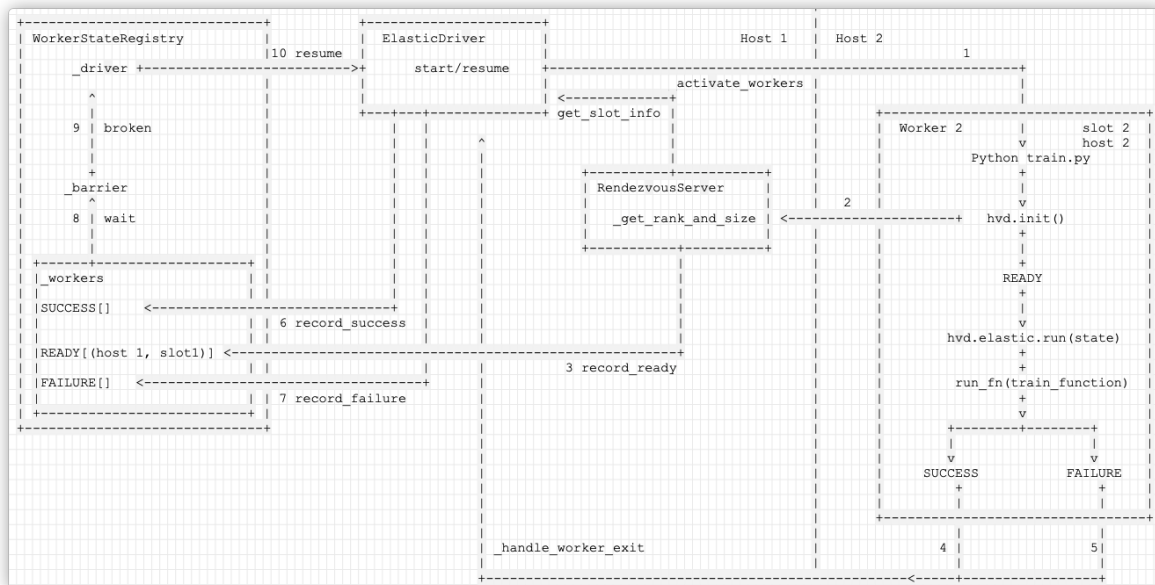 WorkerStateRegistry
ElasticDriver
Host 1
Host 2
10 resume
1
_driver
start/resume
activate_workers
get_slot_info
9
broken
Worker 2
slot 2
host 2
Python train.py
_barrier
RendezvousServer
2
8
wait
_get_rank_and_size
hvd.init()
_workers
READY
SUCCESS[]
6 record_success
hvd.elastic.run(state)
READY[(host 1, slot1)]
3 record_ready
FAILURE[]
run_fn(train_function)
7 record_failure
SUCCESS
FAILURE
_handle_worker_exit
4
5